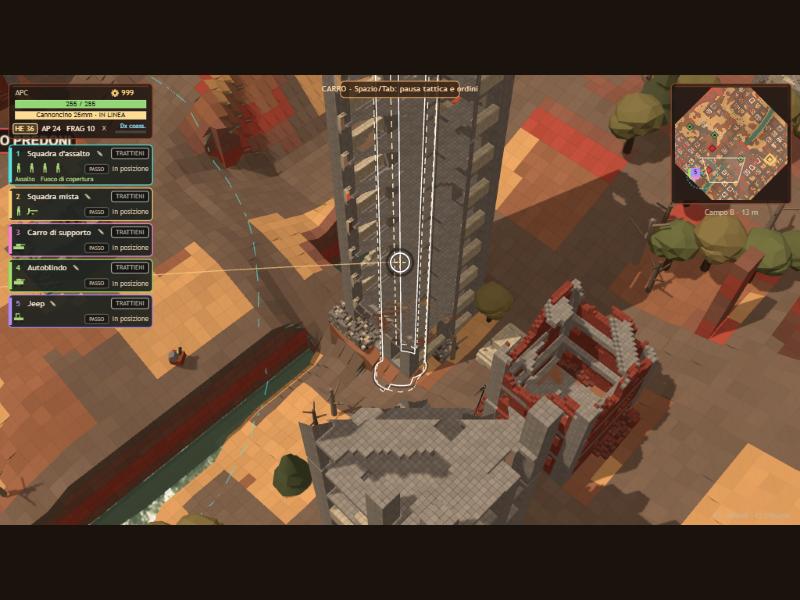 APC 999
255 / 255
Cannoncino 25mm · IN LINEA
HE 36 AP 24 FRAG 10 X Dx coass.
O PREDONI
1 Squadra d'assalto TRATTIENI
PASSO In posizione
Assalto Fuoco di copertura
2 Squadra mista TRATTIENI
PASSO In posizione
3 Carro di supporto TRATTIENI
PASSO In posizione
4 Autoblindo TRATTIENI
PASSO In posizione
5 Jeep TRATTIENI
PASSO In posizione
CARRO - Spazio/Tab: pausa tattica e ordini
5
Campo B · 13 m